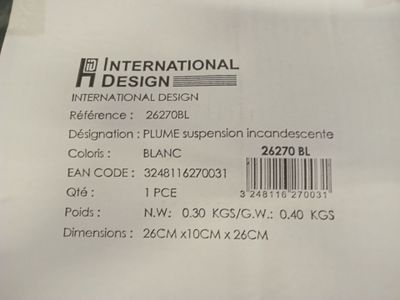 INTERNATIONAL
DESIGN
INTERNATIONAL DESIGN
Référence : 26270BL
Désignation : PLUME suspension incandescente
Coloris : BLANC
26270 BL
EAN CODE : 3248116270031
Qté : 1 PCE
3 248116 270031
Poids : N.W: 0.30 KGS/G.W.: 0.40 KGS
Dimensions : 26CM x10CM x 26CM